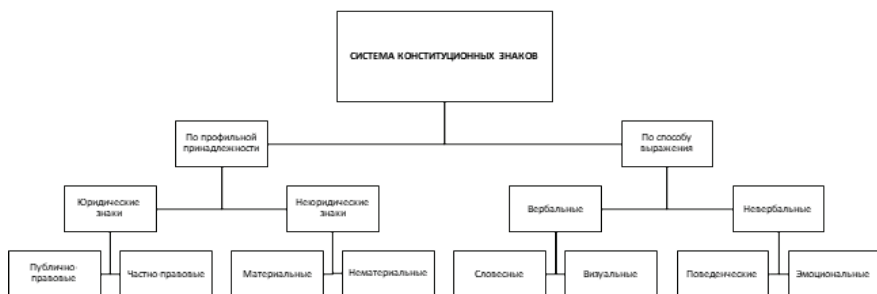 СИСТЕМА КОНСТИТУЦИОННЫХ ЗНАКОВ
По профильной
принадлежности
По способу
выражения
Юридические
знаки
Неюридические
знаки
Вербальные
Невербальные
Публично-
правовые
Частно-правовые
Материальные
Нематериальные
Словесные
Визуальные
Поведенческие
Эмоциональные